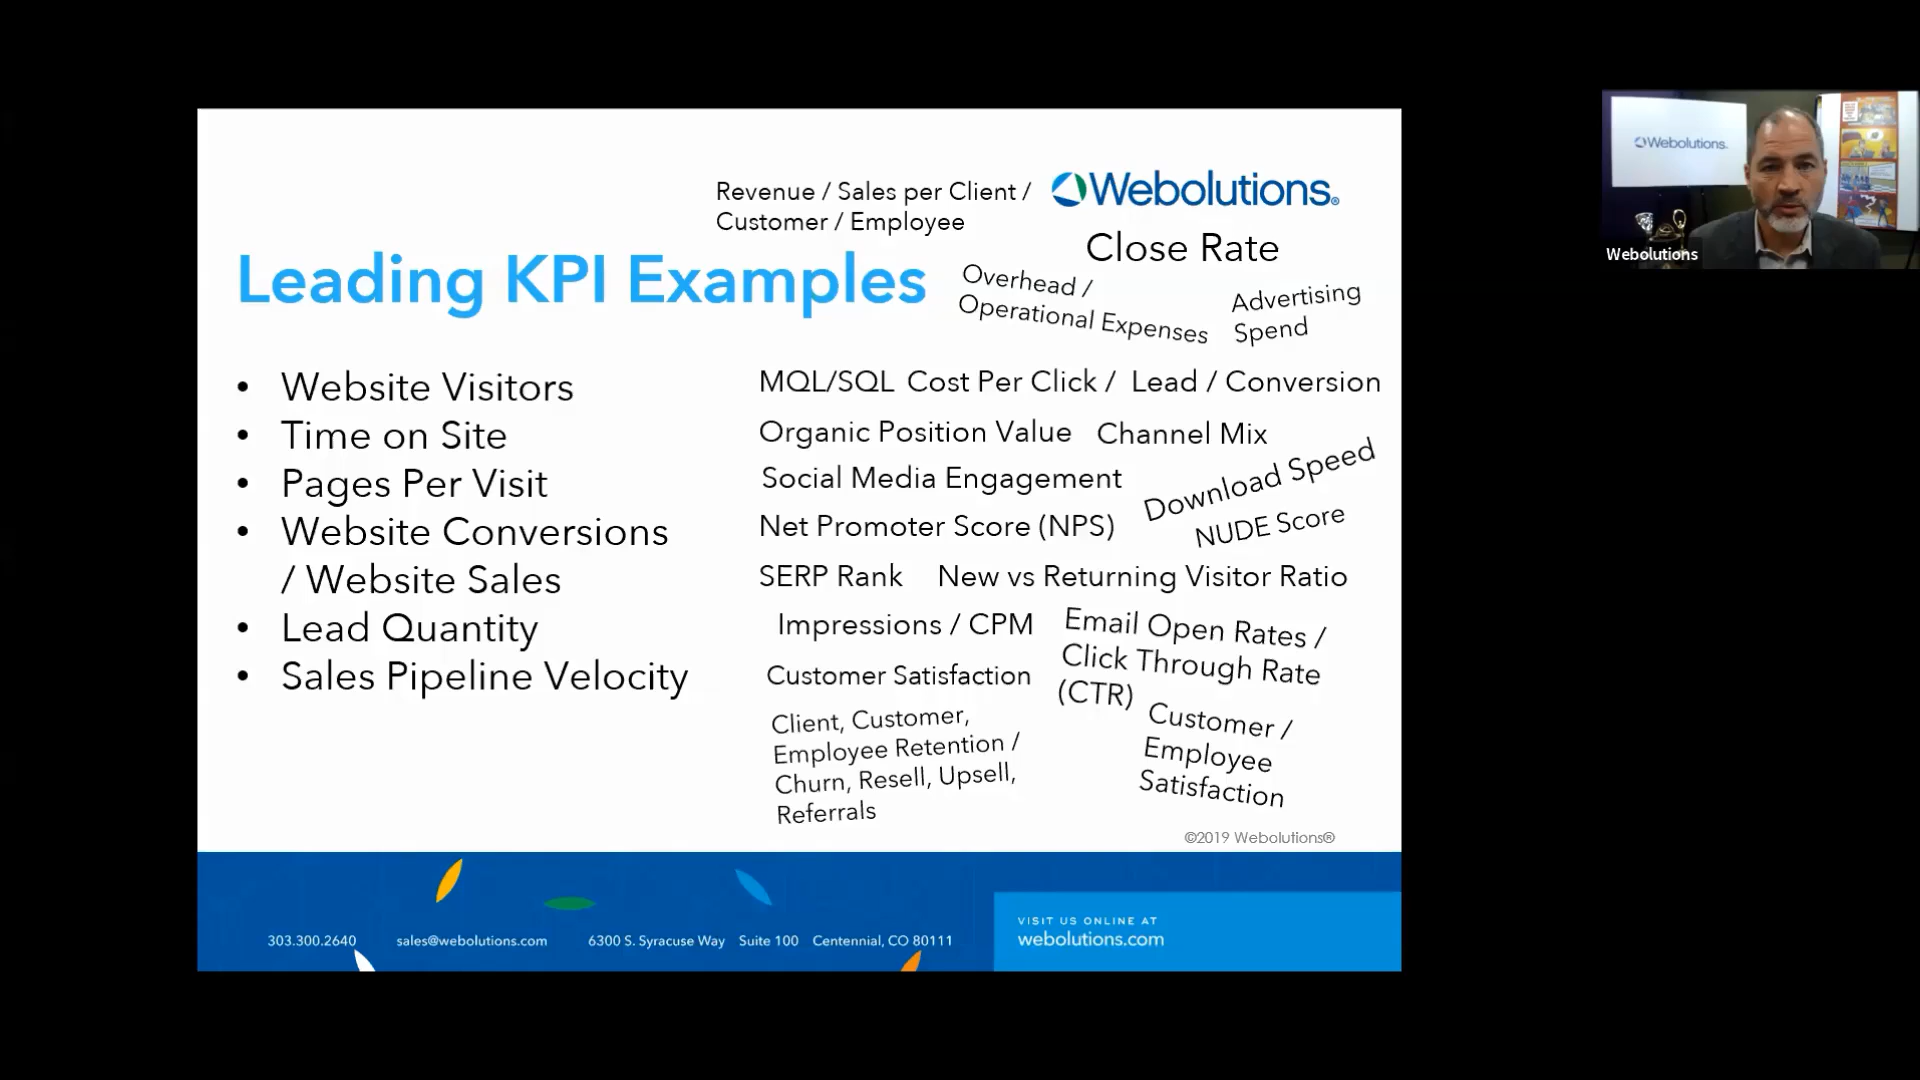 Revenue / Sales per Client /
Customer / Employee
Webolutions®
Close Rate
Leading KPI Examples
Overhead /
Operational Expenses
Advertising
Spend
• Website Visitors
• Time on Site
• Pages Per Visit
• Website Conversions
/ Website Sales
• Lead Quantity
• Sales Pipeline Velocity
MQL/SQL Cost Per Click / Lead / Conversion
Organic Position Value Channel Mix
Social Media Engagement
Download Speed
Net Promoter Score (NPS)
NUDE Score
SERP Rank New vs Returning Visitor Ratio
Impressions / CPM
Email Open Rates /
Click Through Rate
(CTR)
Customer Satisfaction
Client, Customer,
Employee Retention /
Churn, Resell, Upsell,
Referrals
Customer /
Employee
Satisfaction
©2019 Webolutions®
303.300.2640 sales@webolutions.com 6300 S. Syracuse Way Suite 100 Centennial, CO 80111
VISIT US ONLINE AT
webolutions.com
Webolutions
Webolutions